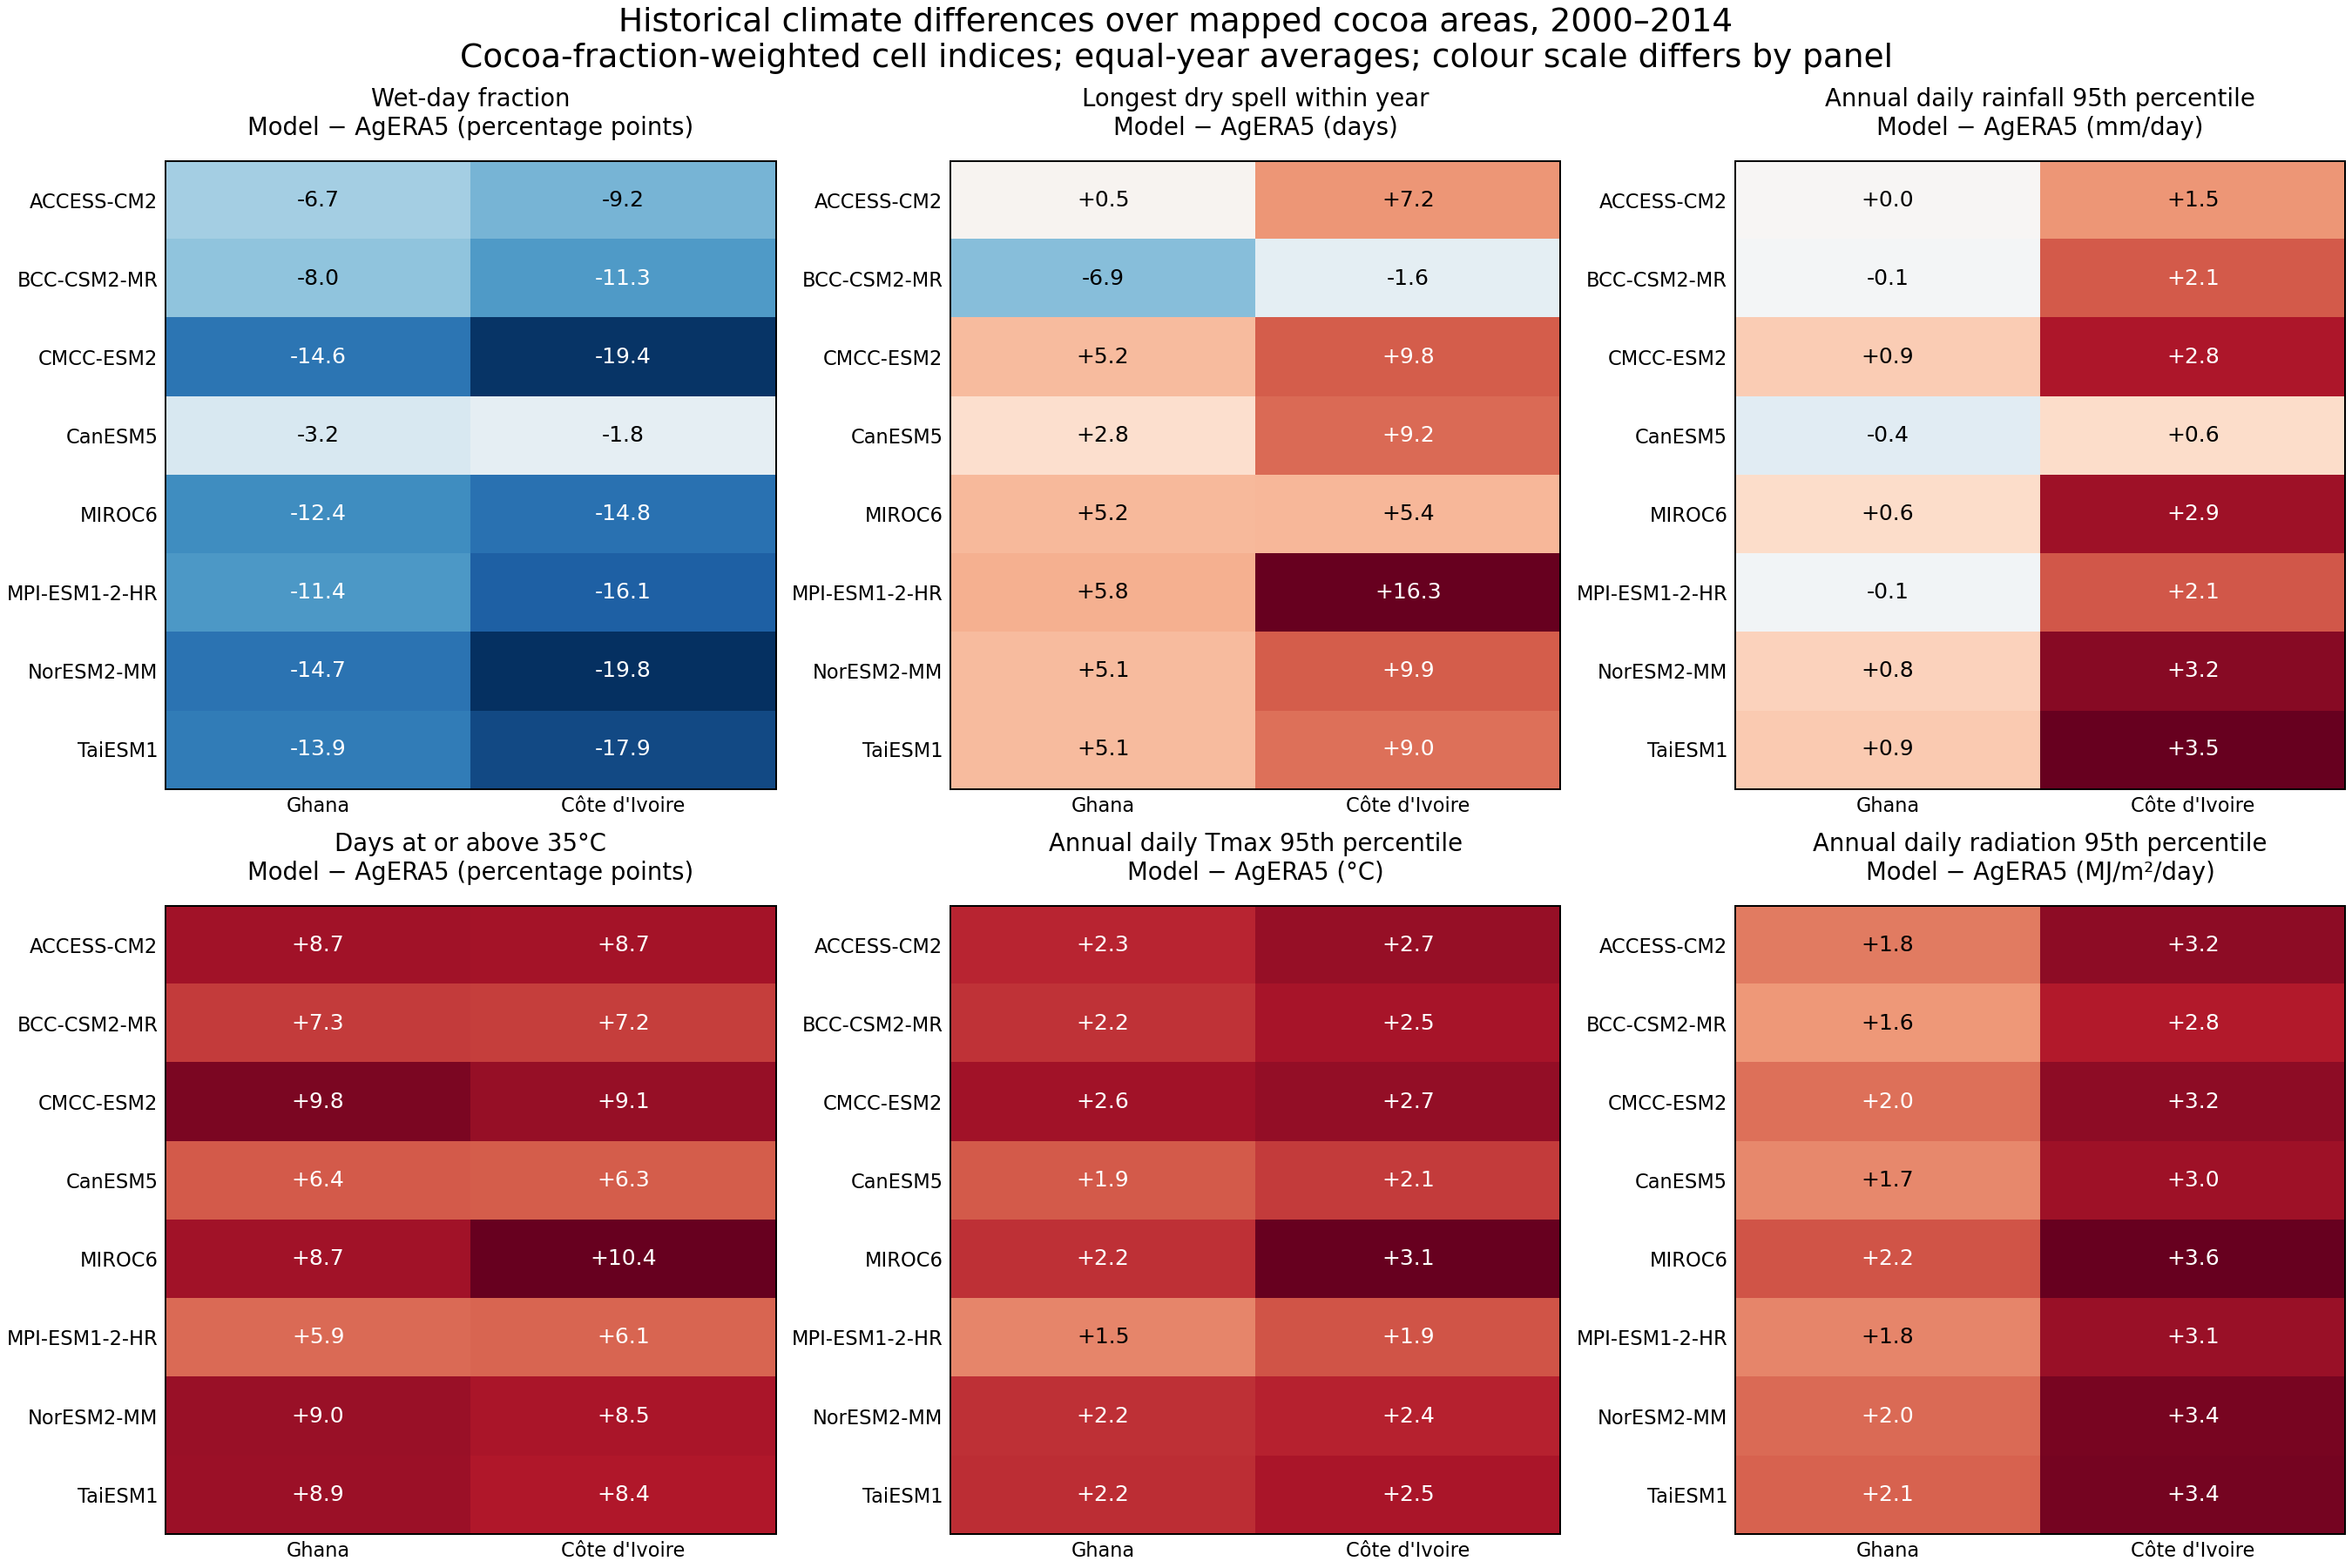 Historical climate differences over mapped cocoa areas, 2000–2014
Cocoa-fraction-weighted cell indices; equal-year averages; colour scale differs by panel
Wet-day fraction
Model − AgERA5 (percentage points)
ACCESS-CM2 -6.7 -9.2
BCC-CSM2-MR -8.0 -11.3
CMCC-ESM2 -14.6 -19.4
CanESM5 -3.2 -1.8
MIROC6 -12.4 -14.8
MPI-ESM1-2-HR -11.4 -16.1
NorESM2-MM -14.7 -19.8
TaiESM1 -13.9 -17.9
Ghana Côte d'Ivoire
Longest dry spell within year
Model − AgERA5 (days)
ACCESS-CM2 +0.5 +7.2
BCC-CSM2-MR -6.9 -1.6
CMCC-ESM2 +5.2 +9.8
CanESM5 +2.8 +9.2
MIROC6 +5.2 +5.4
MPI-ESM1-2-HR +5.8 +16.3
NorESM2-MM +5.1 +9.9
TaiESM1 +5.1 +9.0
Ghana Côte d'Ivoire
Annual daily rainfall 95th percentile
Model − AgERA5 (mm/day)
ACCESS-CM2 +0.0 +1.5
BCC-CSM2-MR -0.1 +2.1
CMCC-ESM2 +0.9 +2.8
CanESM5 -0.4 +0.6
MIROC6 +0.6 +2.9
MPI-ESM1-2-HR -0.1 +2.1
NorESM2-MM +0.8 +3.2
TaiESM1 +0.9 +3.5
Ghana Côte d'Ivoire
Days at or above 35°C
Model − AgERA5 (percentage points)
ACCESS-CM2 +8.7 +8.7
BCC-CSM2-MR +7.3 +7.2
CMCC-ESM2 +9.8 +9.1
CanESM5 +6.4 +6.3
MIROC6 +8.7 +10.4
MPI-ESM1-2-HR +5.9 +6.1
NorESM2-MM +9.0 +8.5
TaiESM1 +8.9 +8.4
Ghana Côte d'Ivoire
Annual daily Tmax 95th percentile
Model − AgERA5 (°C)
ACCESS-CM2 +2.3 +2.7
BCC-CSM2-MR +2.2 +2.5
CMCC-ESM2 +2.6 +2.7
CanESM5 +1.9 +2.1
MIROC6 +2.2 +3.1
MPI-ESM1-2-HR +1.5 +1.9
NorESM2-MM +2.2 +2.4
TaiESM1 +2.2 +2.5
Ghana Côte d'Ivoire
Annual daily radiation 95th percentile
Model − AgERA5 (MJ/m²/day)
ACCESS-CM2 +1.8 +3.2
BCC-CSM2-MR +1.6 +2.8
CMCC-ESM2 +2.0 +3.2
CanESM5 +1.7 +3.0
MIROC6 +2.2 +3.6
MPI-ESM1-2-HR +1.8 +3.1
NorESM2-MM +2.0 +3.4
TaiESM1 +2.1 +3.4
Ghana Côte d'Ivoire